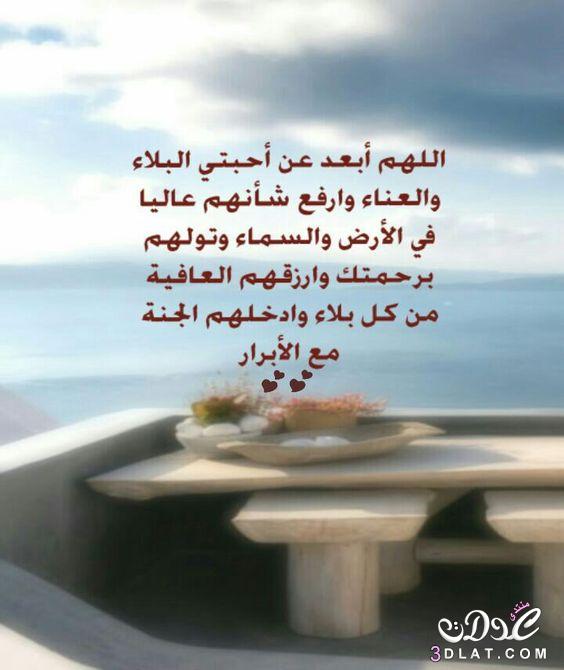 اللهم أبعد عن أحبتي البلاء
والعناء وارفع شأنهم عاليا
في الأرض والسماء وتولهم
برحمتك وارزقهم العافية
من كل بلاء وادخلهم الجنة
مع الأبرار
منتدى
عدلات
3DLAT.COM